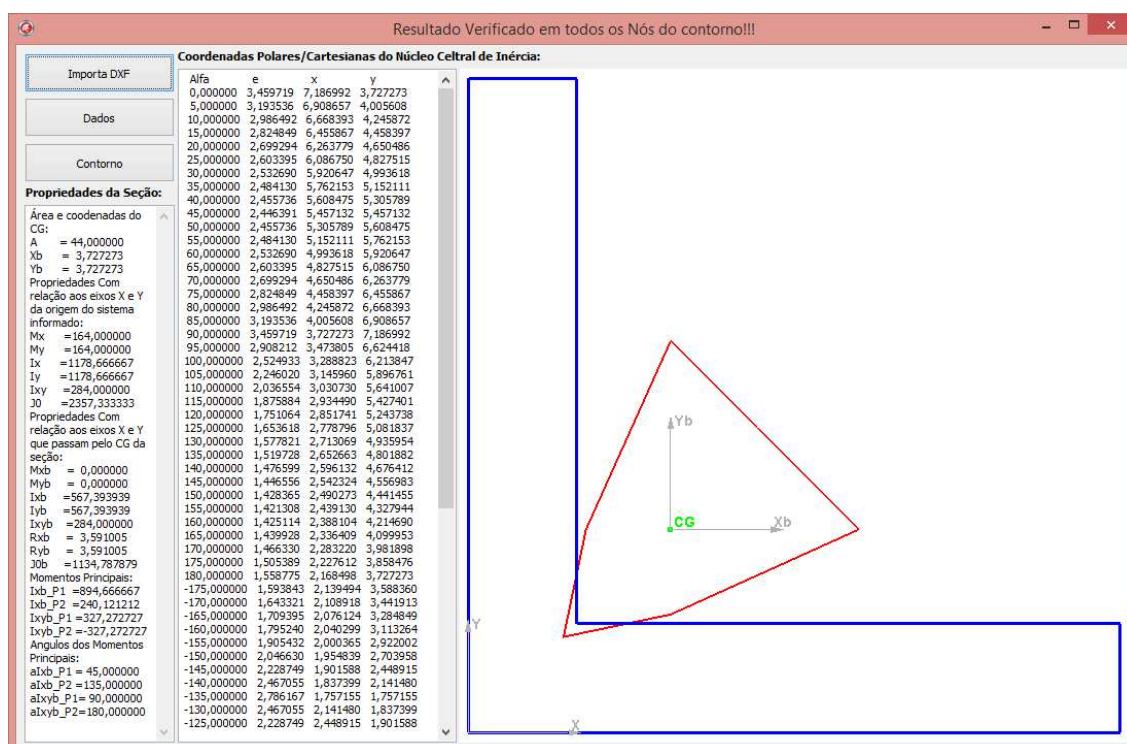 Resultado Verificado em todos os Nós do contorno!!!
Importa DXF
Dados
Contorno
Propriedades da Seção:
Área e coodenadas do
CG:
A = 44,000000
Xb = 3,727273
Yb = 3,727273
Propriedades Com
relação aos eixos X e Y
da origem do sistema
informado:
Mx =164,000000
My =164,000000
Ix =1178,666667
Iy =1178,666667
Ixy =284,000000
J0 =2357,333333
Propriedades Com
relação aos eixos X e Y
que passam pelo CG da
seção:
Mxb = 0,000000
Myb = 0,000000
Ixb =567,393939
Iyb =567,393939
Ixyb =284,000000
Rxb = 3,591005
Ryb = 3,591005
J0b =1134,787879
Momentos Principais:
Ixb_P1 =894,666667
Ixb_P2 =240,121212
Ixyb_P1 =327,272727
Ixyb_P2 =-327,272727
Angulos dos Momentos
Principais:
aIxb_P1 = 45,000000
aIxb_P2 =135,000000
aIxyb_P1= 90,000000
aIxyb_P2=180,000000
Coordenadas Polares/Cartesianas do Núcleo Celtral de Inércia:
Alfa e x y
0,000000 3,459719 7,186992 3,727273
5,000000 3,193536 6,908657 4,005608
10,000000 2,986492 6,668393 4,245872
15,000000 2,824849 6,455867 4,458397
20,000000 2,699294 6,263779 4,650486
25,000000 2,603395 6,086750 4,827515
30,000000 2,532690 5,920647 4,993618
35,000000 2,484130 5,762153 5,152111
40,000000 2,455736 5,608475 5,305789
45,000000 2,446391 5,457132 5,457132
50,000000 2,455736 5,305789 5,608475
55,000000 2,484130 5,152111 5,762153
60,000000 2,532690 4,993618 5,920647
65,000000 2,603395 4,827515 6,086750
70,000000 2,699294 4,650486 6,263779
75,000000 2,824849 4,458397 6,455867
80,000000 2,986492 4,245872 6,668393
85,000000 3,193536 4,005608 6,908657
90,000000 3,459719 3,727273 7,186992
95,000000 2,908212 3,473805 6,624418
100,000000 2,524933 3,288823 6,213847
105,000000 2,246020 3,145960 5,896761
110,000000 2,036554 3,030730 5,641007
115,000000 1,875884 2,934490 5,427401
120,000000 1,751064 2,851741 5,243738
125,000000 1,653618 2,778796 5,081837
130,000000 1,577821 2,713069 4,935954
135,000000 1,519728 2,652663 4,801882
140,000000 1,476599 2,596132 4,676412
145,000000 1,446556 2,542324 4,556983
150,000000 1,428365 2,490273 4,441455
155,000000 1,421308 2,439130 4,327944
160,000000 1,425114 2,388104 4,214690
165,000000 1,439928 2,336409 4,099953
170,000000 1,466330 2,283220 3,981898
175,000000 1,505389 2,227612 3,858476
180,000000 1,558775 2,168498 3,727273
-175,000000 1,593843 2,139494 3,588360
-170,000000 1,643321 2,108918 3,441913
-165,000000 1,709395 2,076124 3,284849
-160,000000 1,795240 2,040299 3,113264
-155,000000 1,905432 2,000365 2,922002
-150,000000 2,046630 1,954839 2,703958
-145,000000 2,228749 1,901588 2,448915
-140,000000 2,467055 1,837399 2,141480
-135,000000 2,786167 1,757155 1,757155
-130,000000 2,467055 2,141480 1,837399
-125,000000 2,228749 2,448915 1,901588
Yb
CG
Xb
Y
X